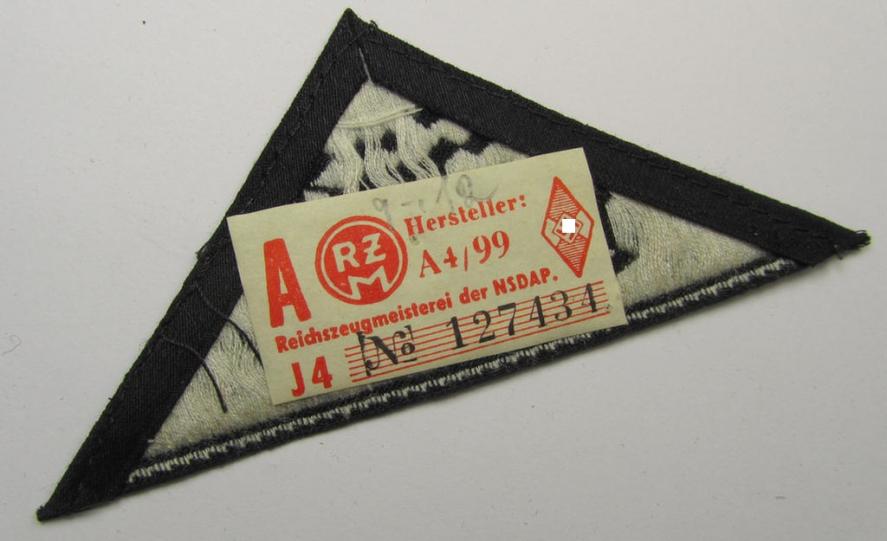 A RZM Hersteller:
A4/99
Reichszeugmeisterei der NSDAP.
J4 № 127434